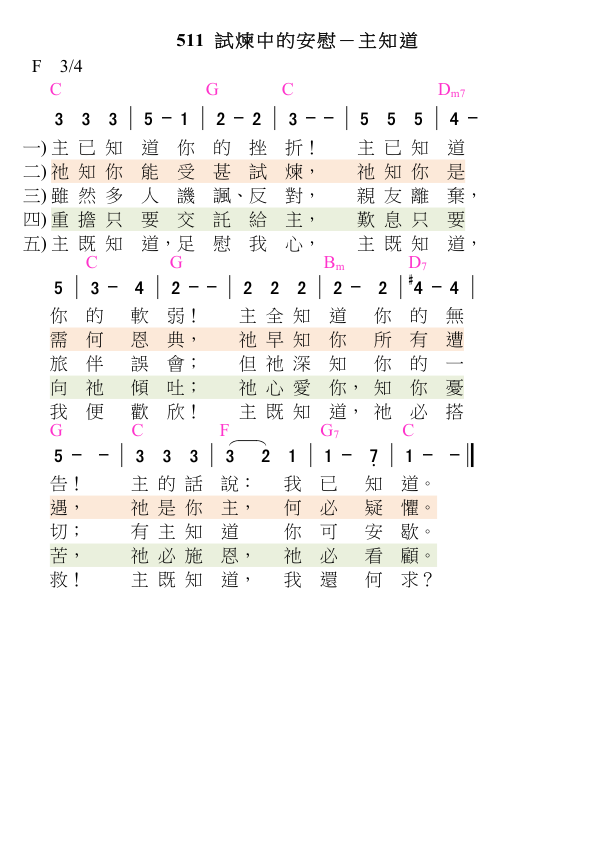 511 試煉中的安慰－主知道
F 3/4
C G C Dm7
3 3 3 | 5 - 1 | 2 - 2 | 3 - - | 5 5 5 | 4 -
一) 主已知道你的挫折！ 主已知道
二) 祂知你能受甚試煉， 祂知你是
三) 雖然多人譏諷、反對， 親友離棄，
四) 重擔只要交託給主， 歎息只要
五) 主既知道，足慰我心， 主既知道，
C G Bm D7
5 | 3 - 4 | 2 - - | 2 2 2 | 2 - 2 | #4 - 4 |
你的軟弱！ 主全知道你的無
需何恩典， 祂早知你所有遭
旅伴誤會； 但祂深知你的一
向祂傾吐； 祂心愛你，知你憂
我便歡欣！ 主既知道，祂必搭
G C F G7 C
5 - - | 3 3 3 | 3 2 1 | 1 - 7̣ | 1 - - ‖
告！ 主的話說： 我已知道。
遇， 祂是你主， 何必疑懼。
切； 有主知道 你可安歇。
苦， 祂必施恩， 祂必看顧。
救！ 主既知道， 我還何求？